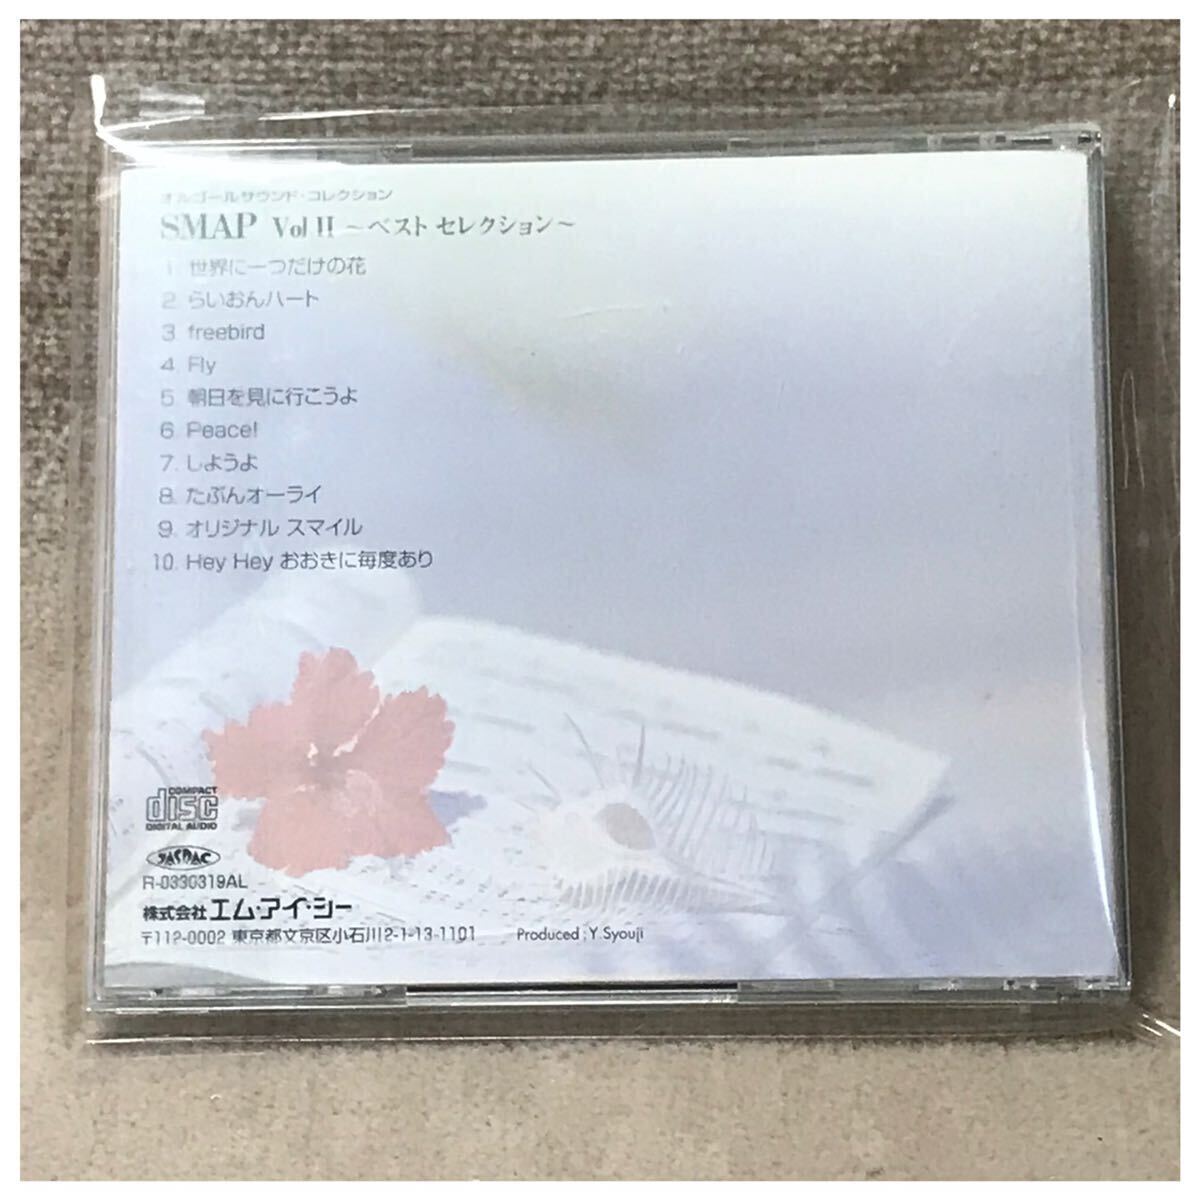 オルゴールサウンド・コレクション
SMAP Vol II ～ベスト セレクション～
1. 世界に一つだけの花
2. らいおんハート
3. freebird
4. Fly
5. 朝日を見に行こうよ
6. Peace!
7. しようよ
8. たぶんオーライ
9. オリジナル スマイル
10. Hey Hey おおきに毎度あり
COMPACT
disc
DIGITAL AUDIO
JASRAC
R-0330319AL
株式会社エム・アイ・シー
〒112-0002 東京都文京区小石川2-1-13-1101 Produced ; Y. Syouji